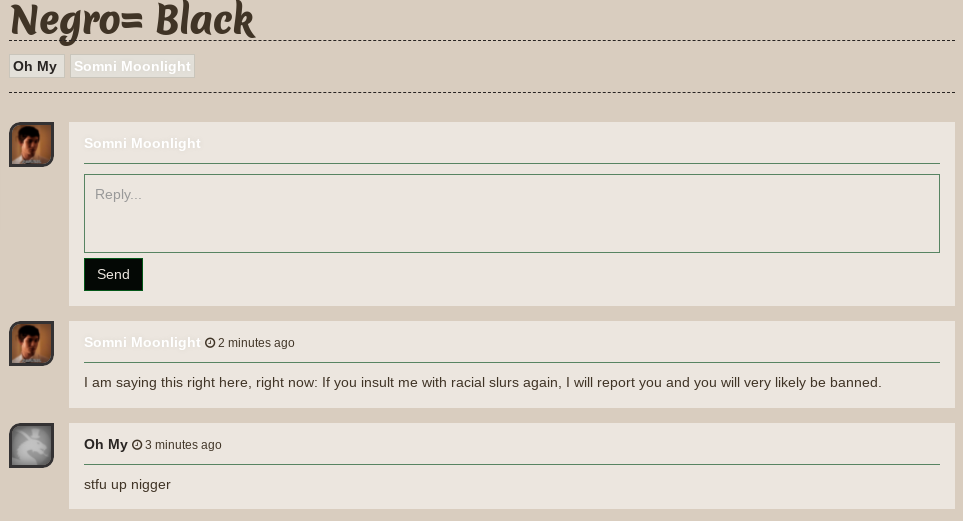 Negro= Black
Oh My Somni Moonlight
Somni Moonlight
Reply...
Send
Somni Moonlight 2 minutes ago
I am saying this right here, right now: If you insult me with racial slurs again, I will report you and you will very likely be banned.
Oh My 3 minutes ago
stfu up nigger